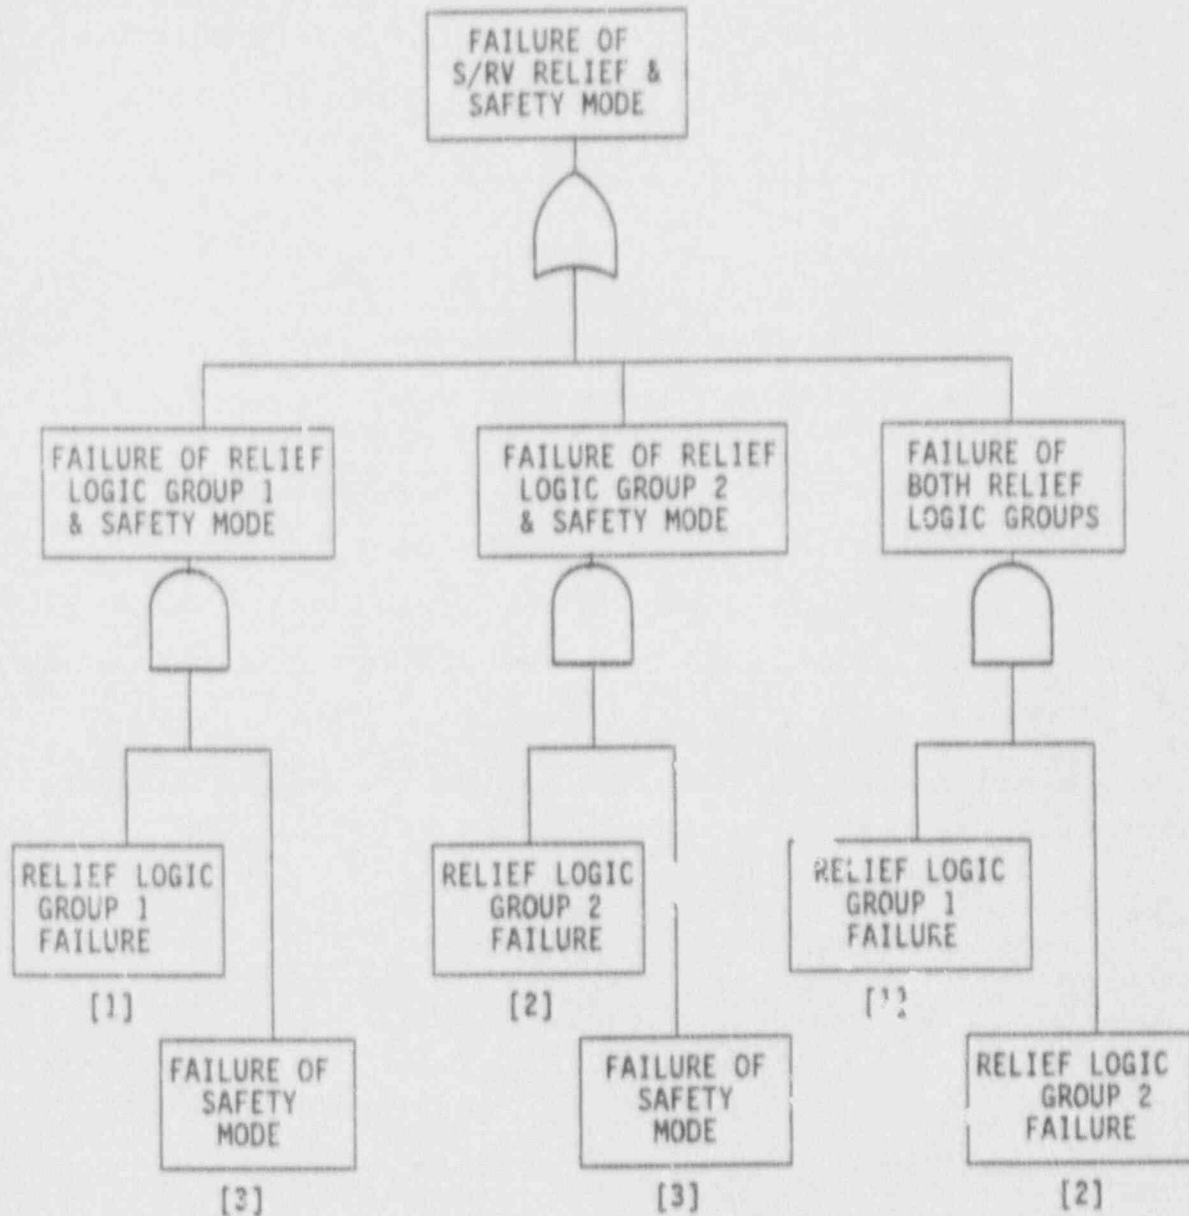 FAILURE OF
S/RV RELIEF &
SAFETY MODE
FAILURE OF RELIEF
LOGIC GROUP 1
& SAFETY MODE
FAILURE OF RELIEF
LOGIC GROUP 2
& SAFETY MODE
FAILURE OF
BOTH RELIEF
LOGIC GROUPS
RELIEF LOGIC
GROUP 1
FAILURE
[1]
FAILURE OF
SAFETY
MODE
[3]
RELIEF LOGIC
GROUP 2
FAILURE
[2]
FAILURE OF
SAFETY
MODE
[3]
RELIEF LOGIC
GROUP 1
FAILURE
RELIEF LOGIC
GROUP 2
FAILURE
[2]